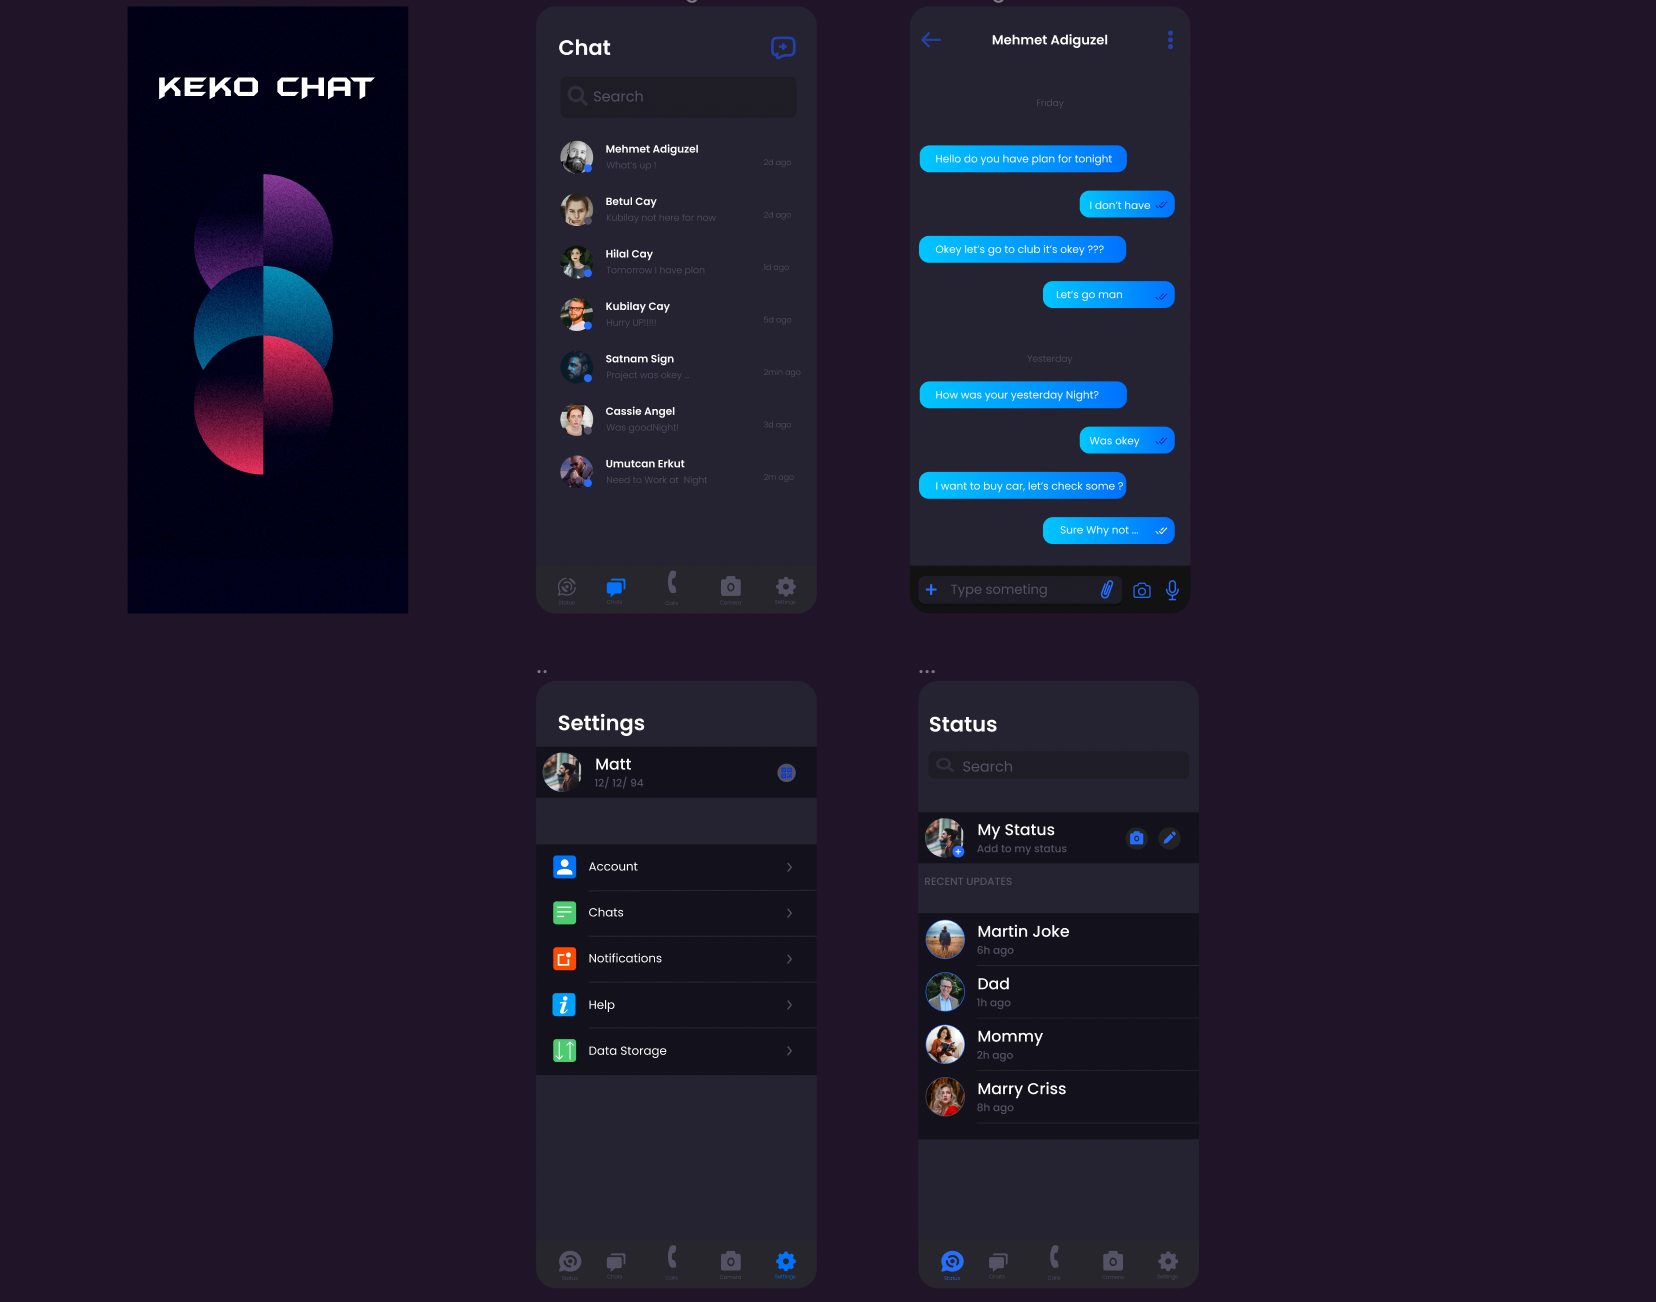 KEKO CHAT
Chat
Search
Mehmet Adiguzel
What's up !
2d ago
Betul Cay
Kubilay not here for now
2d ago
Hilal Cay
Tomorrow I have plan
1d ago
Kubilay Cay
Hurry UP!!!!!
5d ago
Satnam Sign
Project was okey ..
2mn ago
Cassie Angel
Was goodNight!
3d ago
Umutcan Erkut
Need to Work at Night
2m ago
Status
Chats
Calls
Camera
Settings
Mehmet Adiguzel
Friday
Hello do you have plan for tonight
I don't have
Okey let's go to club it's okey ???
Let's go man
Yesterday
How was your yesterday Night?
Was okey
I want to buy car, let's check some ?
Sure Why not ...
Type someting
..
Settings
Matt
12/ 12/ 94
Account
Chats
Notifications
Help
Data Storage
Status
Chats
Calls
Camera
Settings
...
Status
Search
My Status
Add to my status
RECENT UPDATES
Martin Joke
6h ago
Dad
1h ago
Mommy
2h ago
Marry Criss
8h ago
Status
Chats
Calls
Camera
Settings